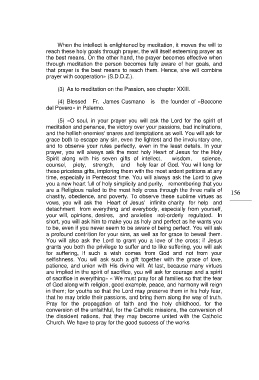 When the intellect is enlightened by meditation, it moves the will to
reach these holy goals through prayer, the will itself esteeming prayer as
the best means. On the other hand, the prayer becomes effective when
through meditation the person becomes fully aware of her goals, and
that prayer is the best means to reach them. Hence, she will combine
prayer with cooperation» (S.D.O.Z.).
(3) As to meditation on the Passion, see chapter XXIII.
(4) Blessed Fr. James Cusmano is the founder of «Boccone
del Povero» in Palermo.
(5) «O soul, in your prayer you will ask the Lord for the spirit of
meditation and penance, the victory over your passions, bad inclinations,
and the hellish enemies' snares and temptations as well. You will ask for
grace both to escape any sin, even the lightest and the involuntary one,
and to observe your rules perfectly, even in the least details. In your
prayer, you will always ask the most holy Heart of Jesus for the Holy
Spirit along with his seven gifts of intellect, wisdom, science,
counsel, piety, strength, and holy fear of God. You will long for
these priceless gifts, imploring them with the most ardent petitions at any
time, especially in Pentecost time. You will always ask the Lord to give
you a new heart, full of holy simplicity and purity, remembering that you
are a Religious nailed to the most holy cross through the three nails of
chastity, obedience, and poverty. To observe these sublime religious
vows, you will ask the Heart of Jesus' infinite charity for help and
detachment from everything and everybody, especially from yourself,
your will, opinions, desires, and anxieties not-orderly regulated. In
short, you will ask him to make you as holy and perfect as he wants you
to be, even if you never seem to be aware of being perfect. You will ask
a profound contrition for your sins, as well as for grace to bewail them.
You will also ask the Lord to grant you a love of the cross; if Jesus
grants you both the privilege to suffer and to like suffering, you will ask
for suffering, if such a wish comes from God and not from your
selfishness. You will ask such a gift together with the grace of love,
patience, and union with His divine will. At last, because many virtues
are implied in the spirit of sacrifice, you will ask for courage and a spirit
of sacrifice in everything» « We must pray for all families so that the fear
of God along with religion, good example, peace, and harmony will reign
in them; for youths so that the Lord may preserve them in his holy fear,
that he may bridle their passions, and bring them along the way of truth.
Pray for the propagation of faith and the holy childhood, for the
conversion of the unfaithful, for the Catholic missions, the conversion of
the dissident nations, that they may become united with the Catholic
Church. We have to pray for the good success of the works
156